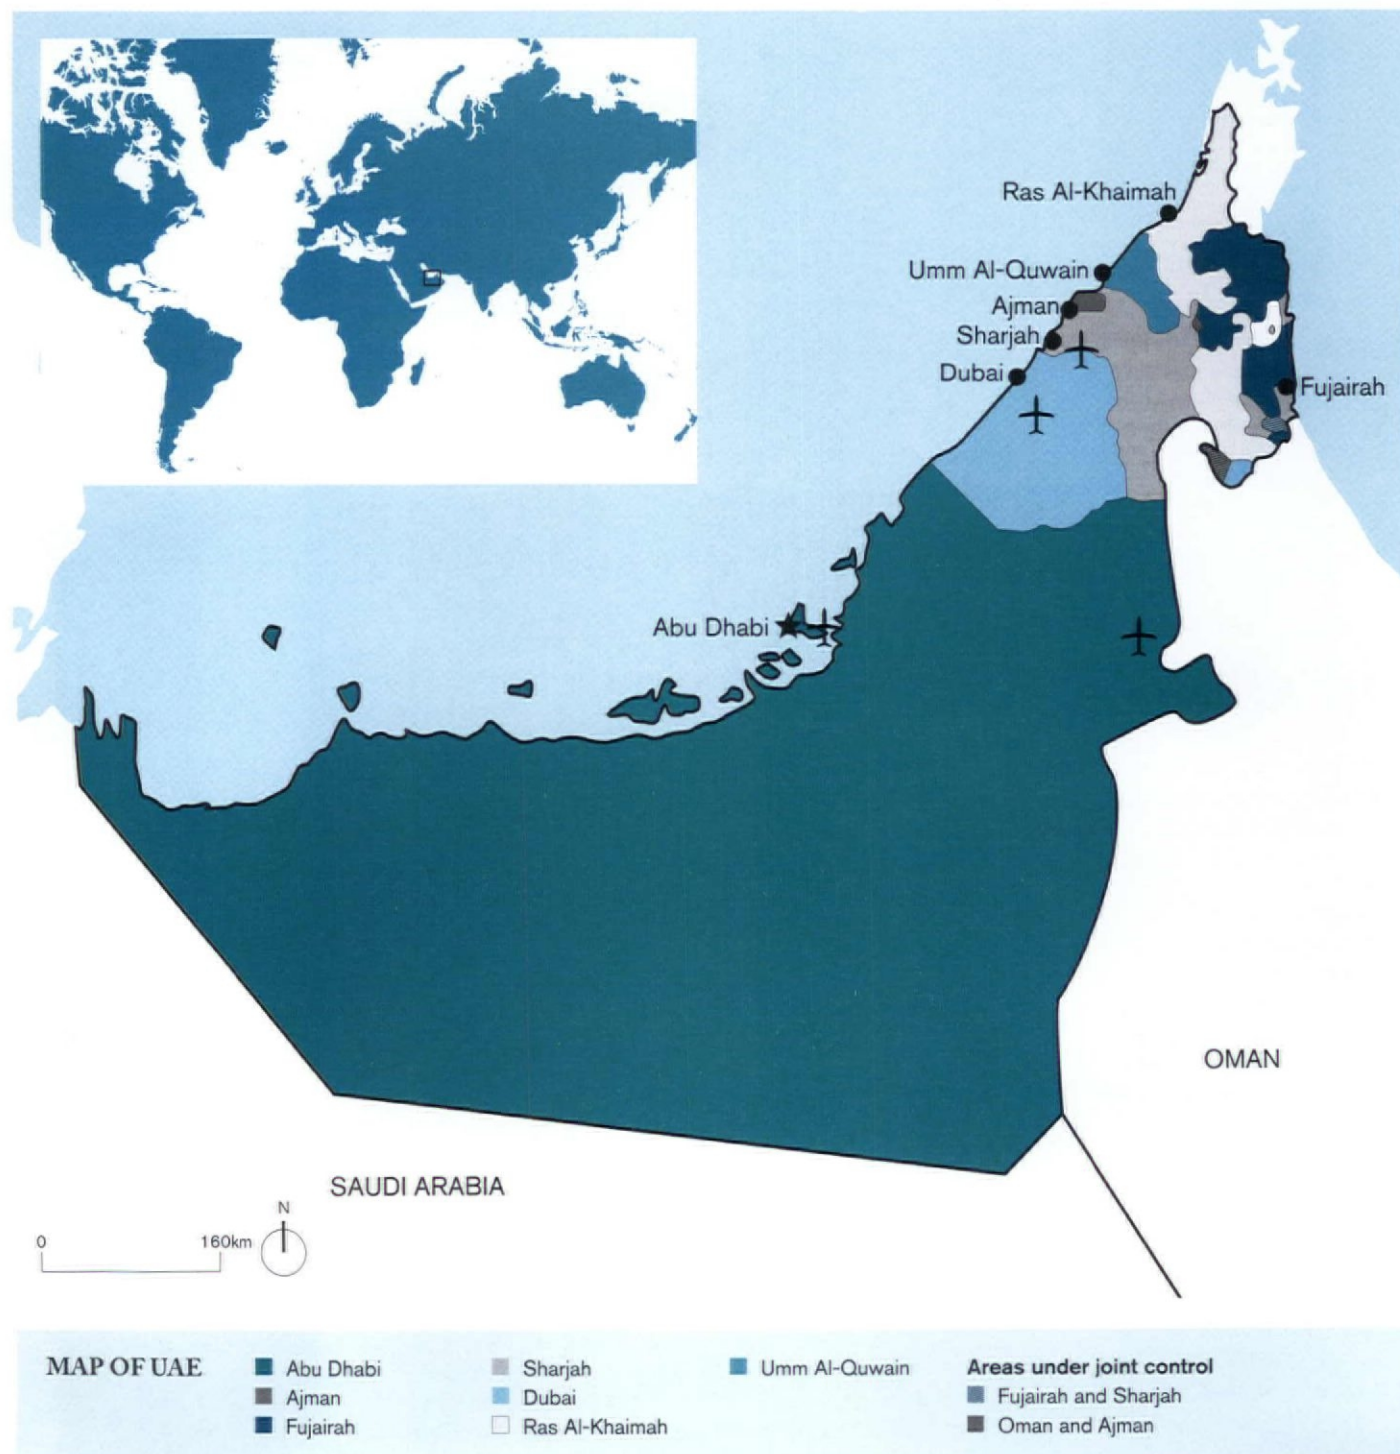 Ras Al-Khaimah
Umm Al-Quwain
Ajman
Sharjah
Dubai
Fujairah
Abu Dhabi
OMAN
SAUDI ARABIA
N
0 160km
MAP OF UAE
Abu Dhabi
Ajman
Fujairah
Sharjah
Dubai
Ras Al-Khaimah
Umm Al-Quwain
Areas under joint control
Fujairah and Sharjah
Oman and Ajman